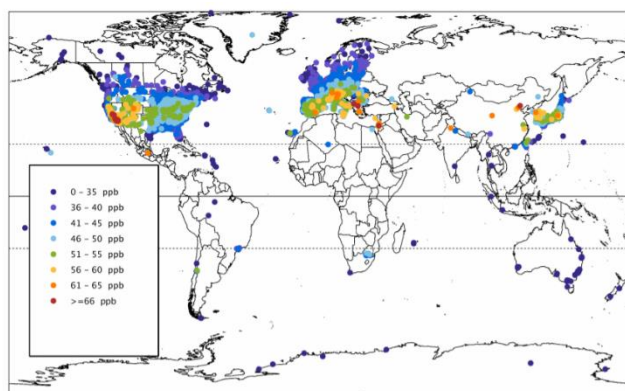 0 – 35 ppb
36 – 40 ppb
41 – 45 ppb
46 – 50 ppb
51 – 55 ppb
56 – 60 ppb
61 – 65 ppb
>=66 ppb